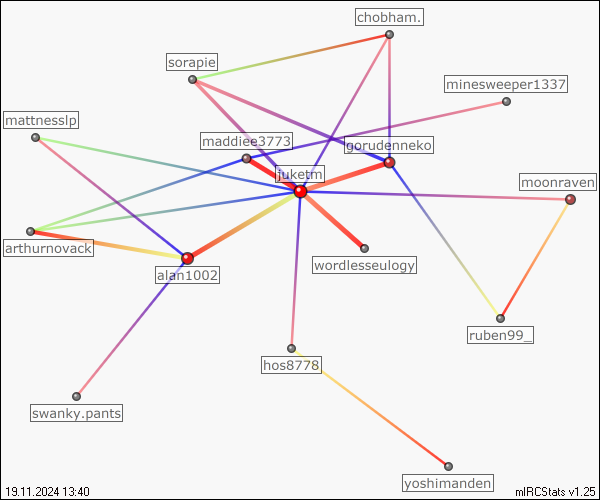 chobham.
sorapie
minesweeper1337
mattnesslp
maddiee3773
gorudenneko
juketm
moonraven
arthurnovack
wordlesseulogy
alan1002
ruben99_
hos8778
swanky.pants
yoshimanden
19.11.2024 13:40
mIRCStats v1.25